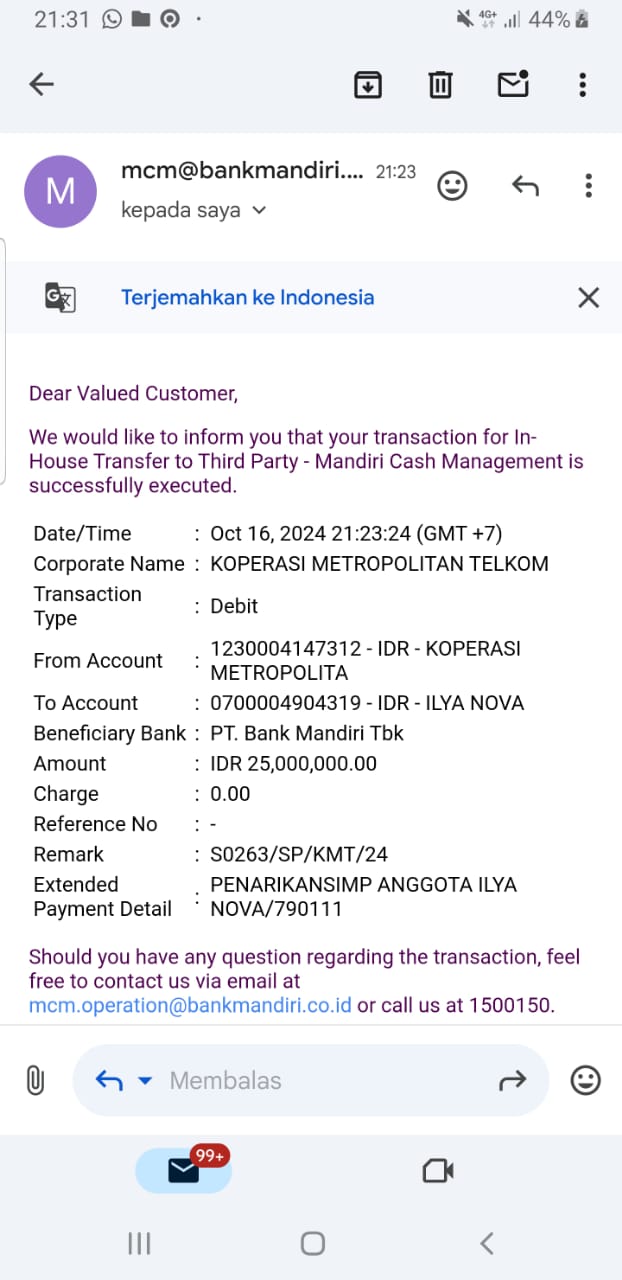 21:31
4G+
44%
M
mcm@bankmandiri.... 21:23
kepada saya
Terjemahkan ke Indonesia
Dear Valued Customer,
We would like to inform you that your transaction for In-
House Transfer to Third Party - Mandiri Cash Management is
successfully executed.
Date/Time : Oct 16, 2024 21:23:24 (GMT +7)
Corporate Name : KOPERASI METROPOLITAN TELKOM
Transaction
Type : Debit
From Account : 1230004147312 - IDR - KOPERASI
METROPOLITA
To Account : 0700004904319 - IDR - ILYA NOVA
Beneficiary Bank : PT. Bank Mandiri Tbk
Amount : IDR 25,000,000.00
Charge : 0.00
Reference No : -
Remark : S0263/SP/KMT/24
Extended
Payment Detail : PENARIKANSIMP ANGGOTA ILYA
NOVA/790111
Should you have any question regarding the transaction, feel
free to contact us via email at
mcm.operation@bankmandiri.co.id or call us at 1500150.
Membalas
99+